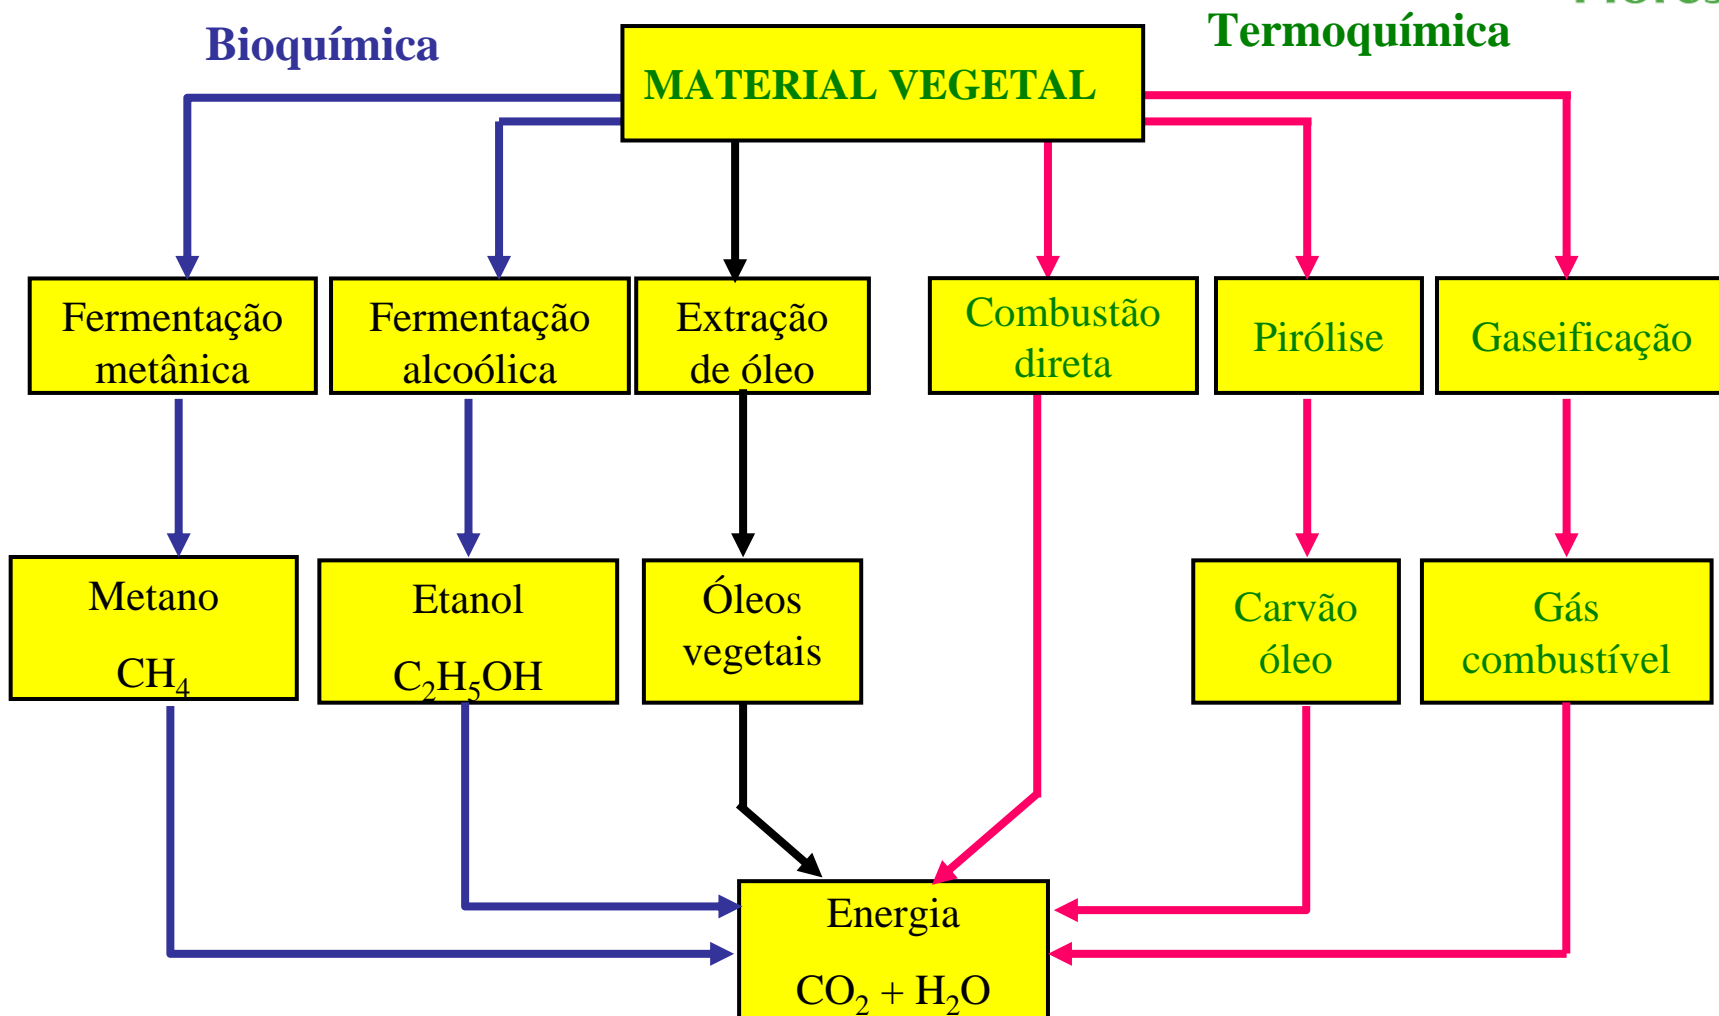 Bioquímica
Termoquímica
MATERIAL VEGETAL
Fermentação
metânica
Fermentação
alcoólica
Extração
de óleo
Combustão
direta
Pirólise
Gaseificação
Metano
CH₄
Etanol
C₂H₅OH
Óleos
vegetais
Carvão
óleo
Gás
combustível
Energia
CO₂ + H₂O